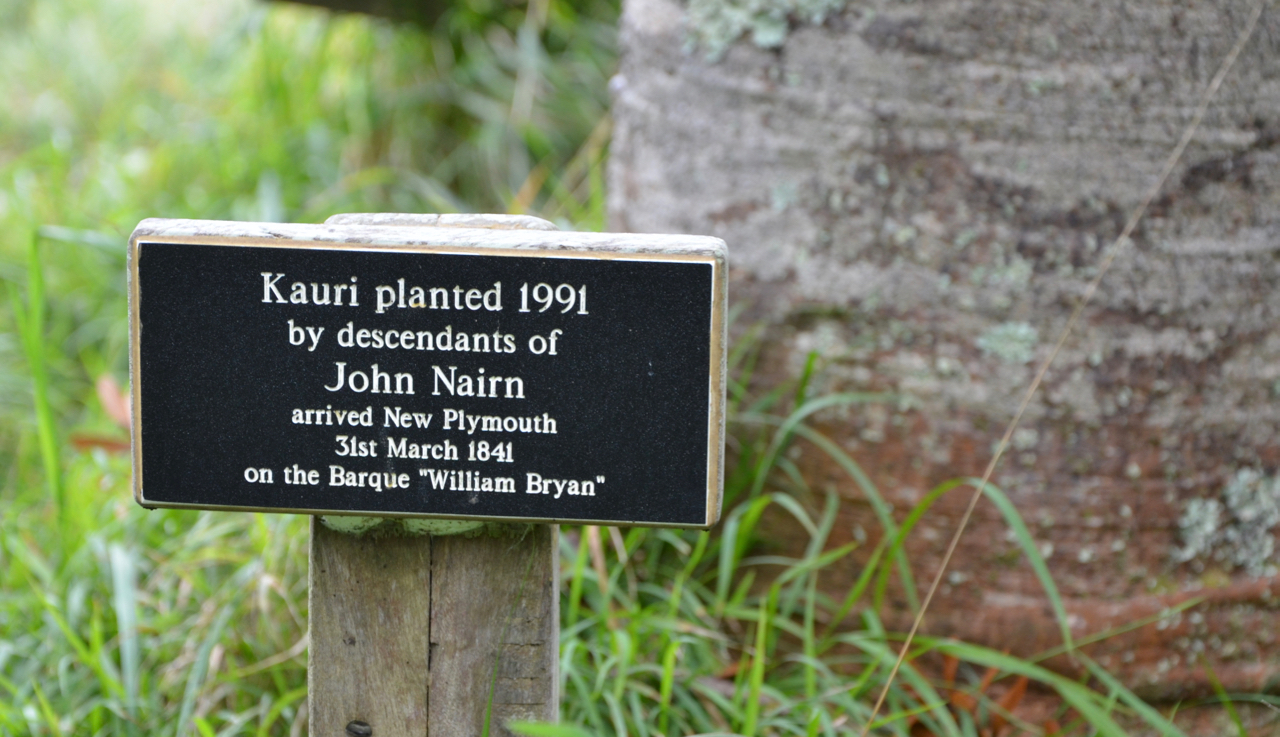 Kauri planted 1991
by descendants of
John Nairn
arrived New Plymouth
31st March 1841
on the Barque "William Bryan"